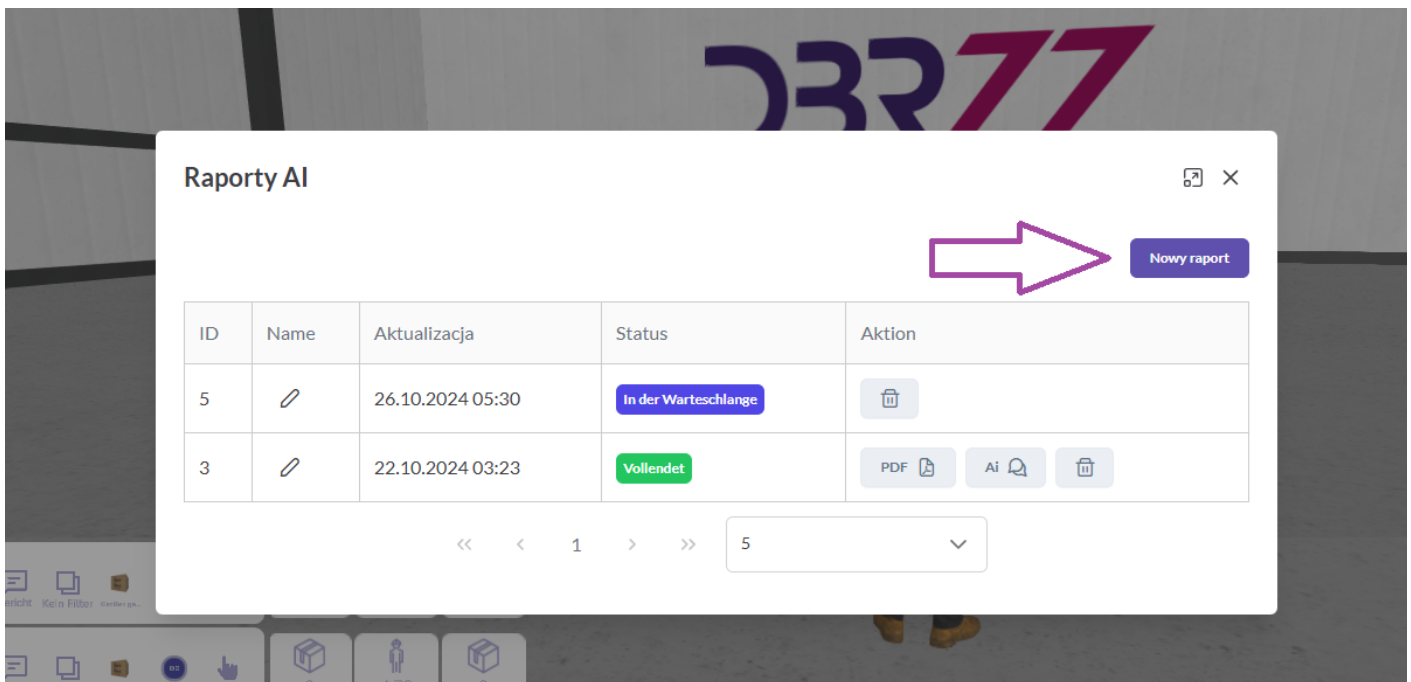 DBR77
Raporty AI
Nowy raport
ID Name Aktualizacja Status Aktion
5 26.10.2024 05:30 In der Warteschlange
3 22.10.2024 03:23 Vollendet PDF Ai
<< < 1 > >> 5
Kein Filter